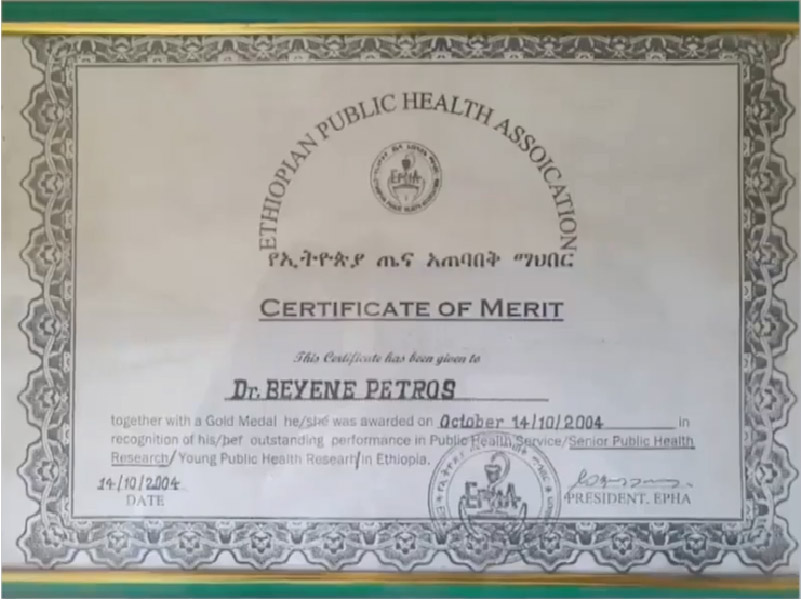 ETHIOPIAN PUBLIC HEALTH ASSOICATION
EPHA
የኢትዮጵያ ጤና አጠባበቅ ማህበር
CERTIFICATE OF MERIT
This Certificate has been given to
Dr. BEYENE PETROS
together with a Gold Medal he/she was awarded on October 14/10/2004 in
recognition of his/her outstanding performance in Public Health Service/Senior Public Health
Research/ Young Public Health Research in Ethiopia.
14/10/2004
DATE
EPHA
PRESIDENT, EPHA